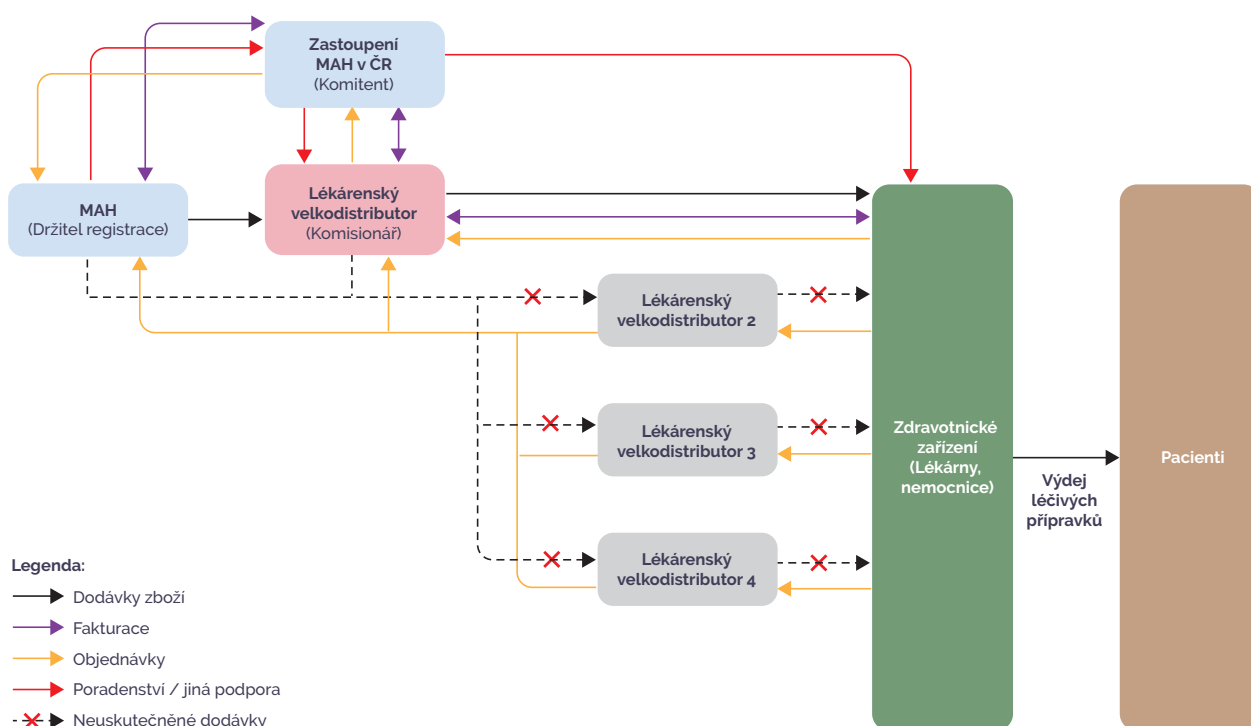 Zastoupení
MAH v ČR
(Komitent)
MAH
(Držitel registrace)
Lékárenský
velkodistributor
(Komisionář)
Lékárenský
velkodistributor 2
Lékárenský
velkodistributor 3
Lékárenský
velkodistributor 4
Zdravotnické
zařízení
(Lékárny,
nemocnice)
Výdej
léčivých
přípravků
Pacienti
Legenda:
Dodávky zboží
Fakturace
Objednávky
Poradenství / jiná podpora
Neuskutečněné dodávky